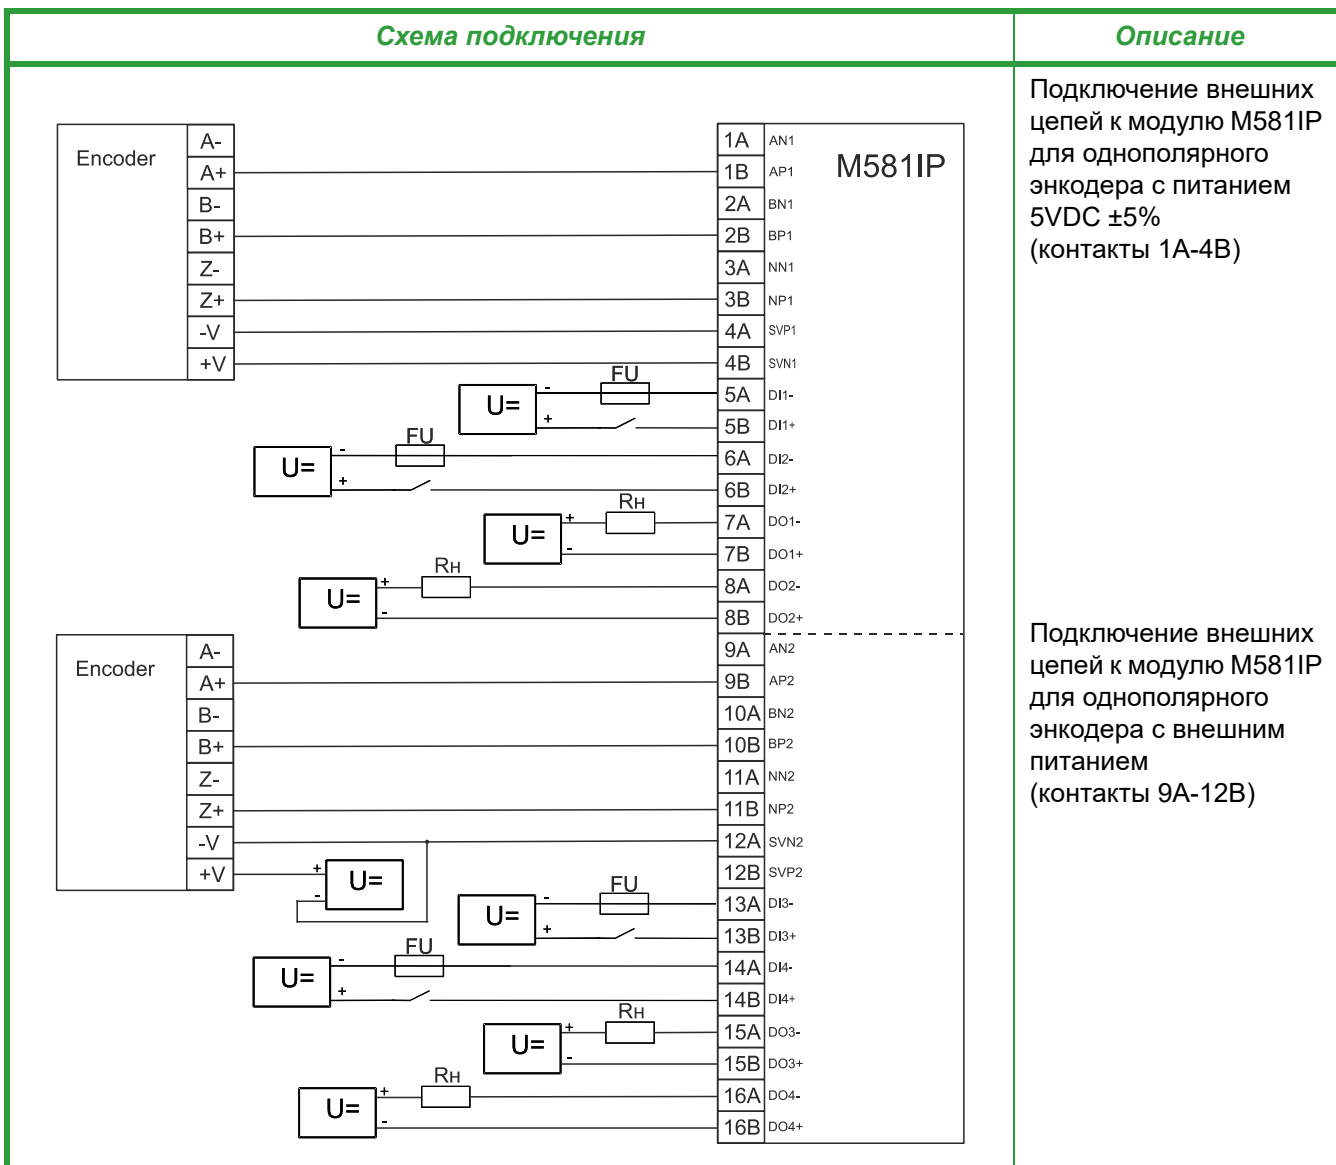 Схема подключения
Описание
Подключение внешних
цепей к модулю M581IP
для однополярного
энкодера с питанием
5VDC ±5%
(контакты 1A-4B)
Encoder
A-
A+
B-
B+
Z-
Z+
-V
+V
M581IP
1A AN1
1B AP1
2A BN1
2B BP1
3A NN1
3B NP1
4A SVP1
4B SVN1
U= - FU
+
5A DI1-
5B DI1+
U= - FU
+
6A DI2-
6B DI2+
U= + Rн
-
7A DO1-
7B DO1+
U= + Rн
-
8A DO2-
8B DO2+
Подключение внешних
цепей к модулю M581IP
для однополярного
энкодера с внешним
питанием
(контакты 9A-12B)
Encoder
A-
A+
B-
B+
Z-
Z+
-V
+V
9A AN2
9B AP2
10A BN2
10B BP2
11A NN2
11B NP2
12A SVN2
12B SVP2
+ U=
-
U= - FU
+
13A DI3-
13B DI3+
U= - FU
+
14A DI4-
14B DI4+
U= + Rн
-
15A DO3-
15B DO3+
U= + Rн
-
16A DO4-
16B DO4+